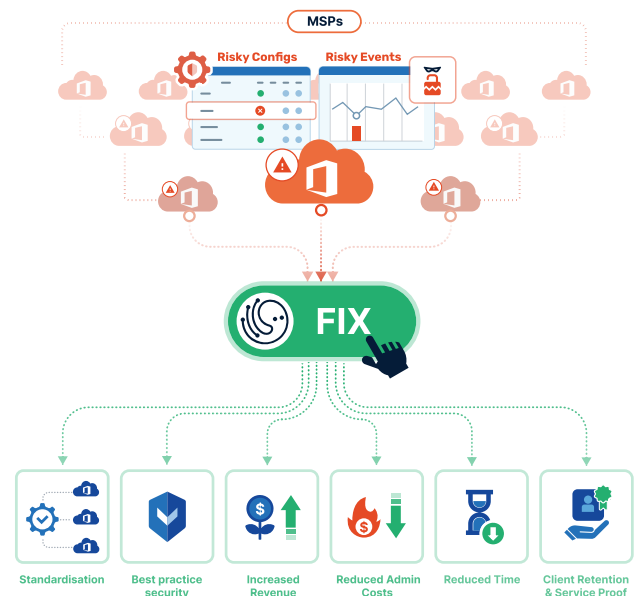 MSPs
Risky Configs
Risky Events
FIX
$
$
Standardisation
Best practice
security
Increased
Revenue
Reduced Admin
Costs
Reduced Time
Client Retention
& Service Proof